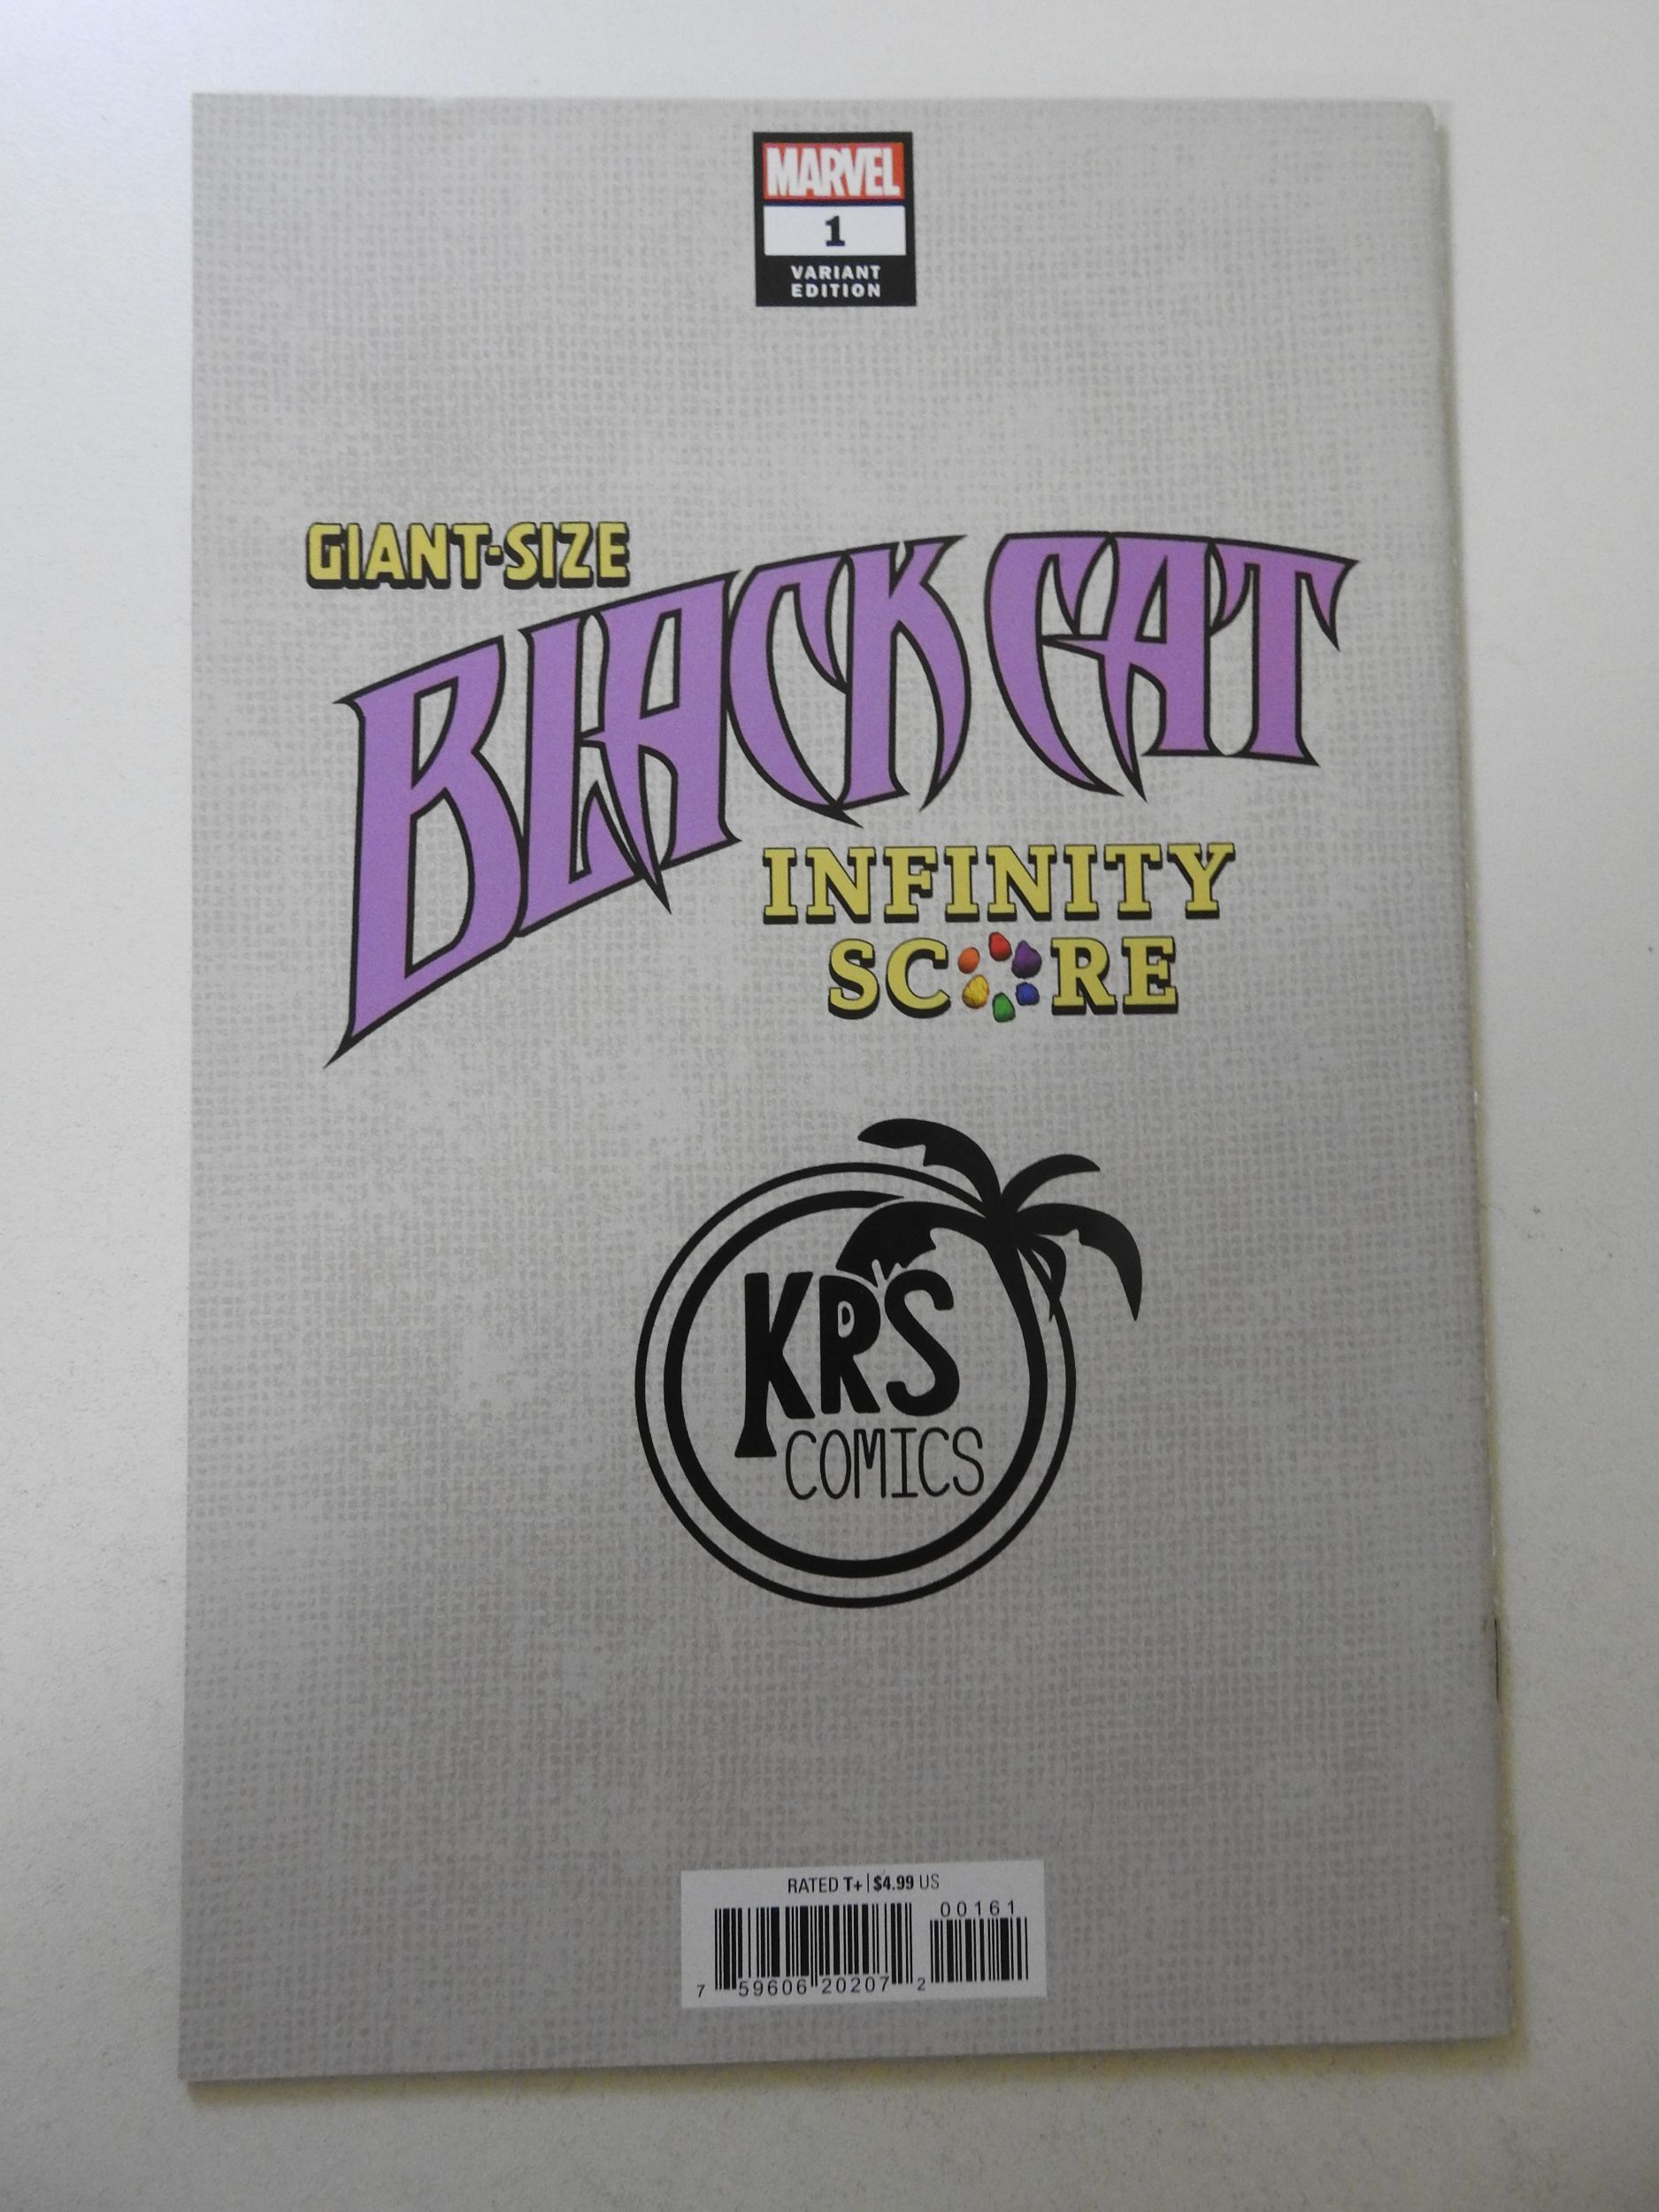 MARVEL
1
VARIANT
EDITION
GIANT-SIZE
BLACK CAT
INFINITY
SCORE
KRS
COMICS
RATED T+ | $4.99 US
00161
7 59606 20207 2